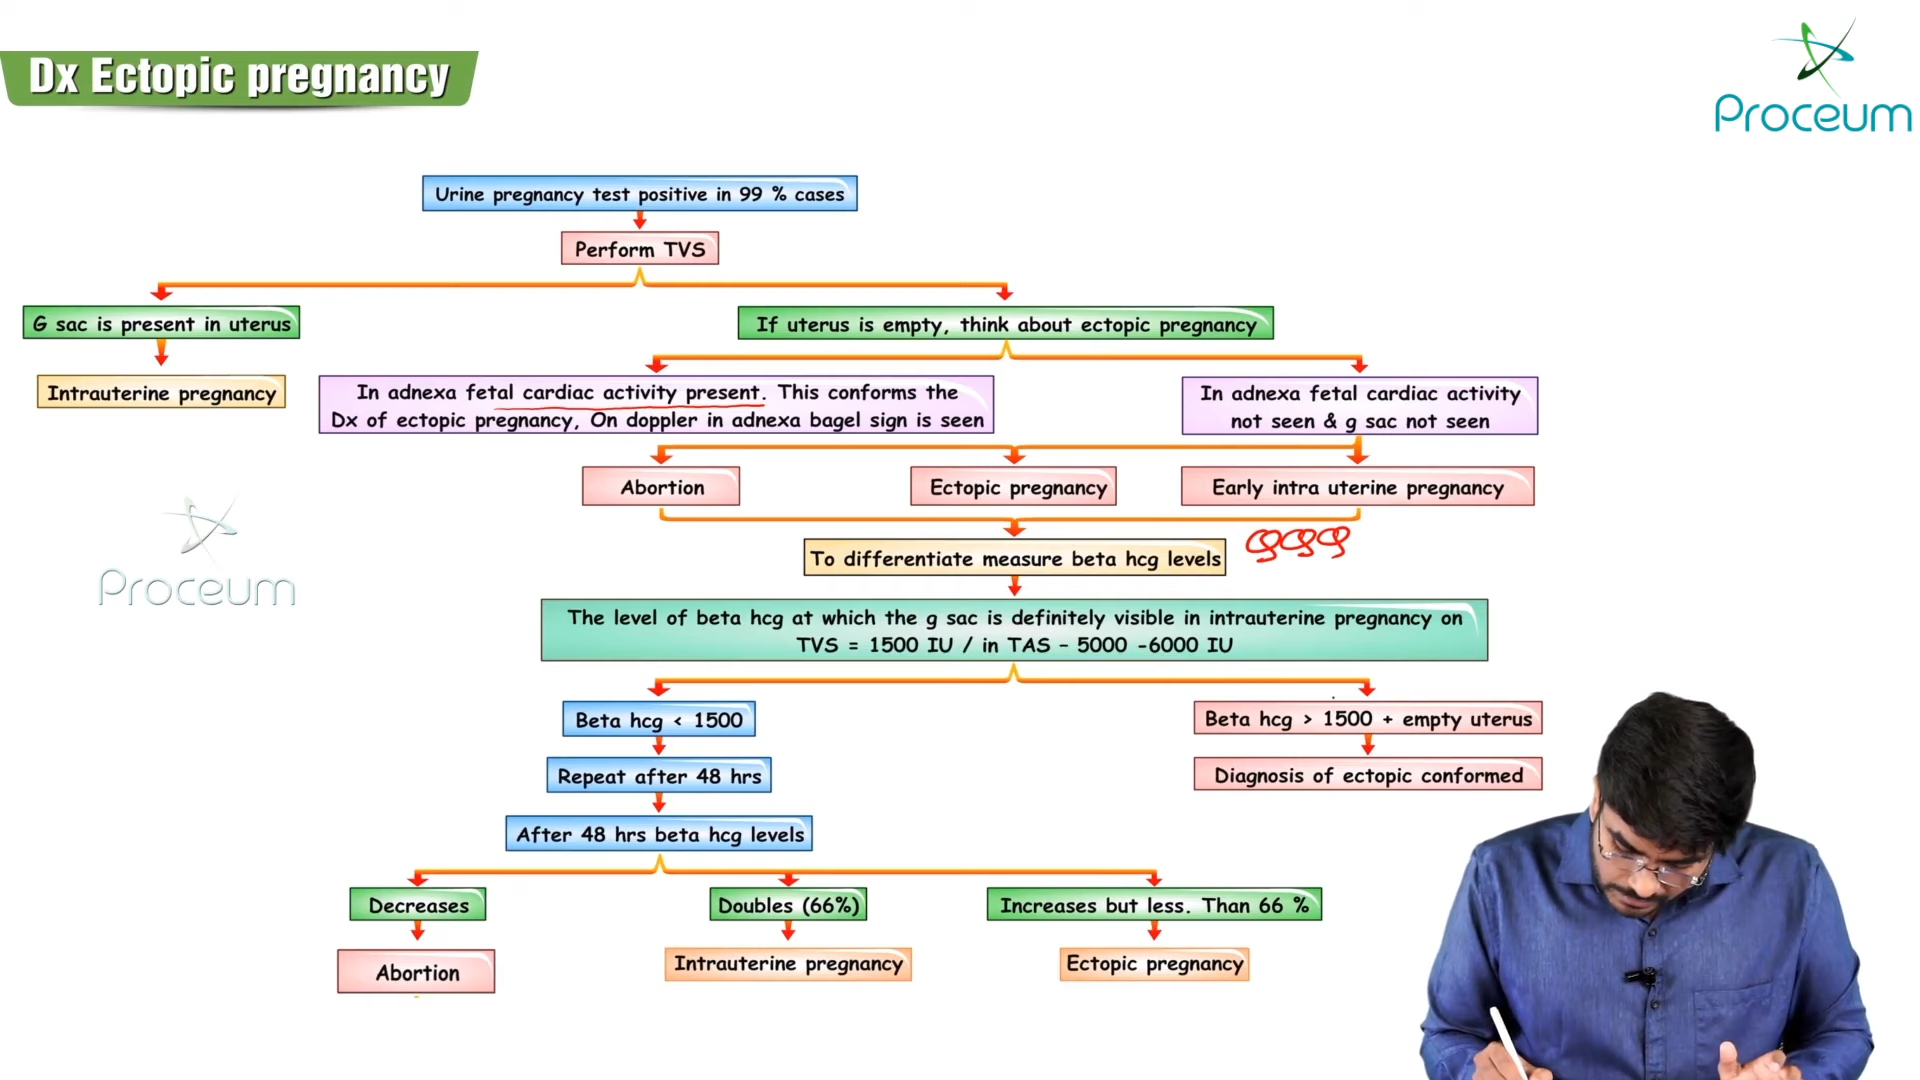 Dx Ectopic pregnancy
Proceum
Urine pregnancy test positive in 99 % cases
Perform TVS
G sac is present in uterus
If uterus is empty, think about ectopic pregnancy
Intrauterine pregnancy
In adnexa fetal cardiac activity present. This conforms the
Dx of ectopic pregnancy, On doppler in adnexa bagel sign is seen
In adnexa fetal cardiac activity
not seen & g sac not seen
Abortion
Ectopic pregnancy
Early intra uterine pregnancy
Proceum
To differentiate measure beta hcg levels
The level of beta hcg at which the g sac is definitely visible in intrauterine pregnancy on
TVS = 1500 IU / in TAS - 5000 -6000 IU
Beta hcg < 1500
Beta hcg > 1500 + empty uterus
Repeat after 48 hrs
Diagnosis of ectopic conformed
After 48 hrs beta hcg levels
Decreases
Doubles (66%)
Increases but less. Than 66 %
Abortion
Intrauterine pregnancy
Ectopic pregnancy